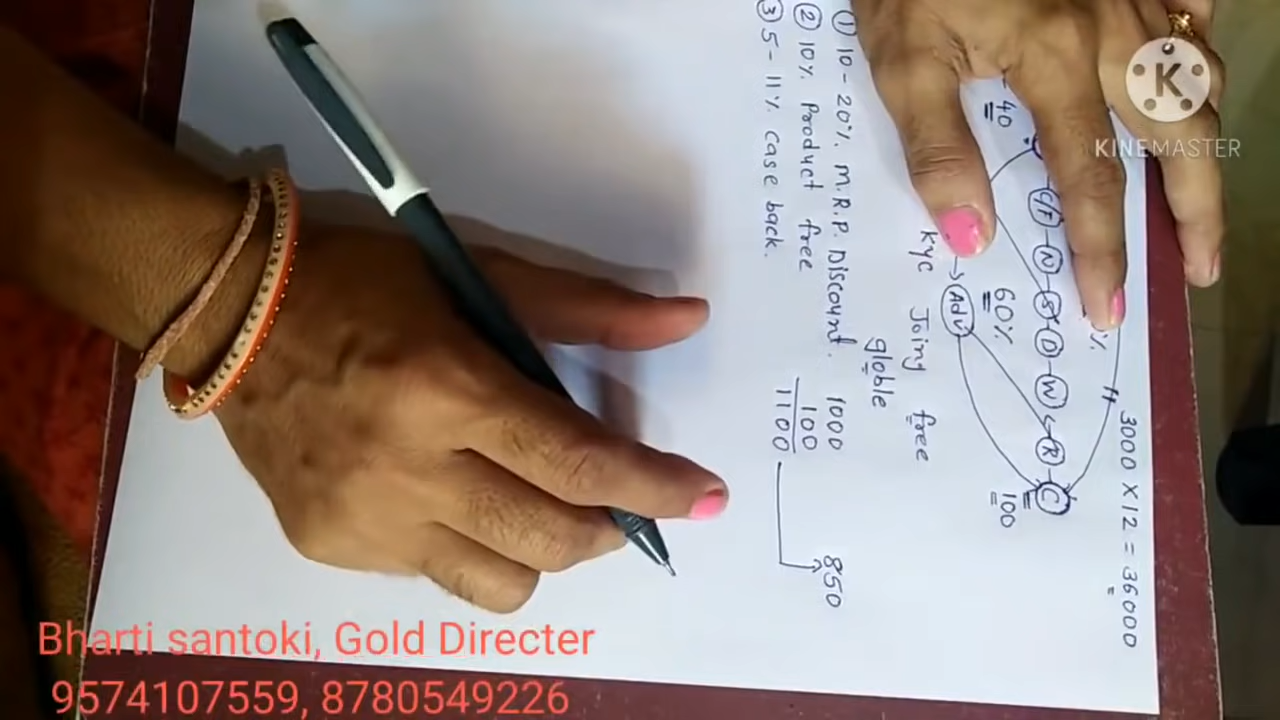 3000 X 12 = 36000
%
C/F N S D W R C
40
60%
100
Adv
KYC Joing free
globle
① 10 - 20% M.R.P. Discount.
② 10% Product free
③ 5 - 11% case back.
1000
100
1100
850
K
KINEMASTER
Bharti santoki, Gold Directer
9574107559, 8780549226